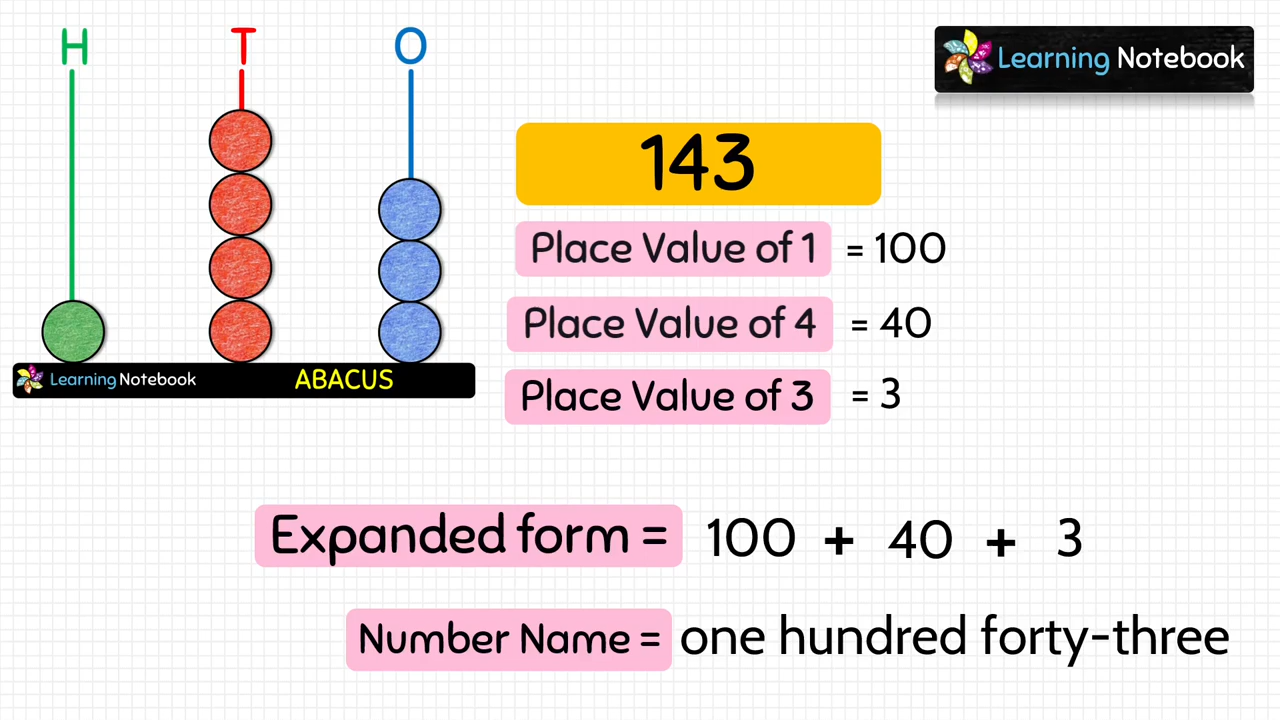 H T O
Learning Notebook
143
Place Value of 1 = 100
Place Value of 4 = 40
Place Value of 3 = 3
Learning Notebook ABACUS
Expanded form = 100 + 40 + 3
Number Name = one hundred forty-three